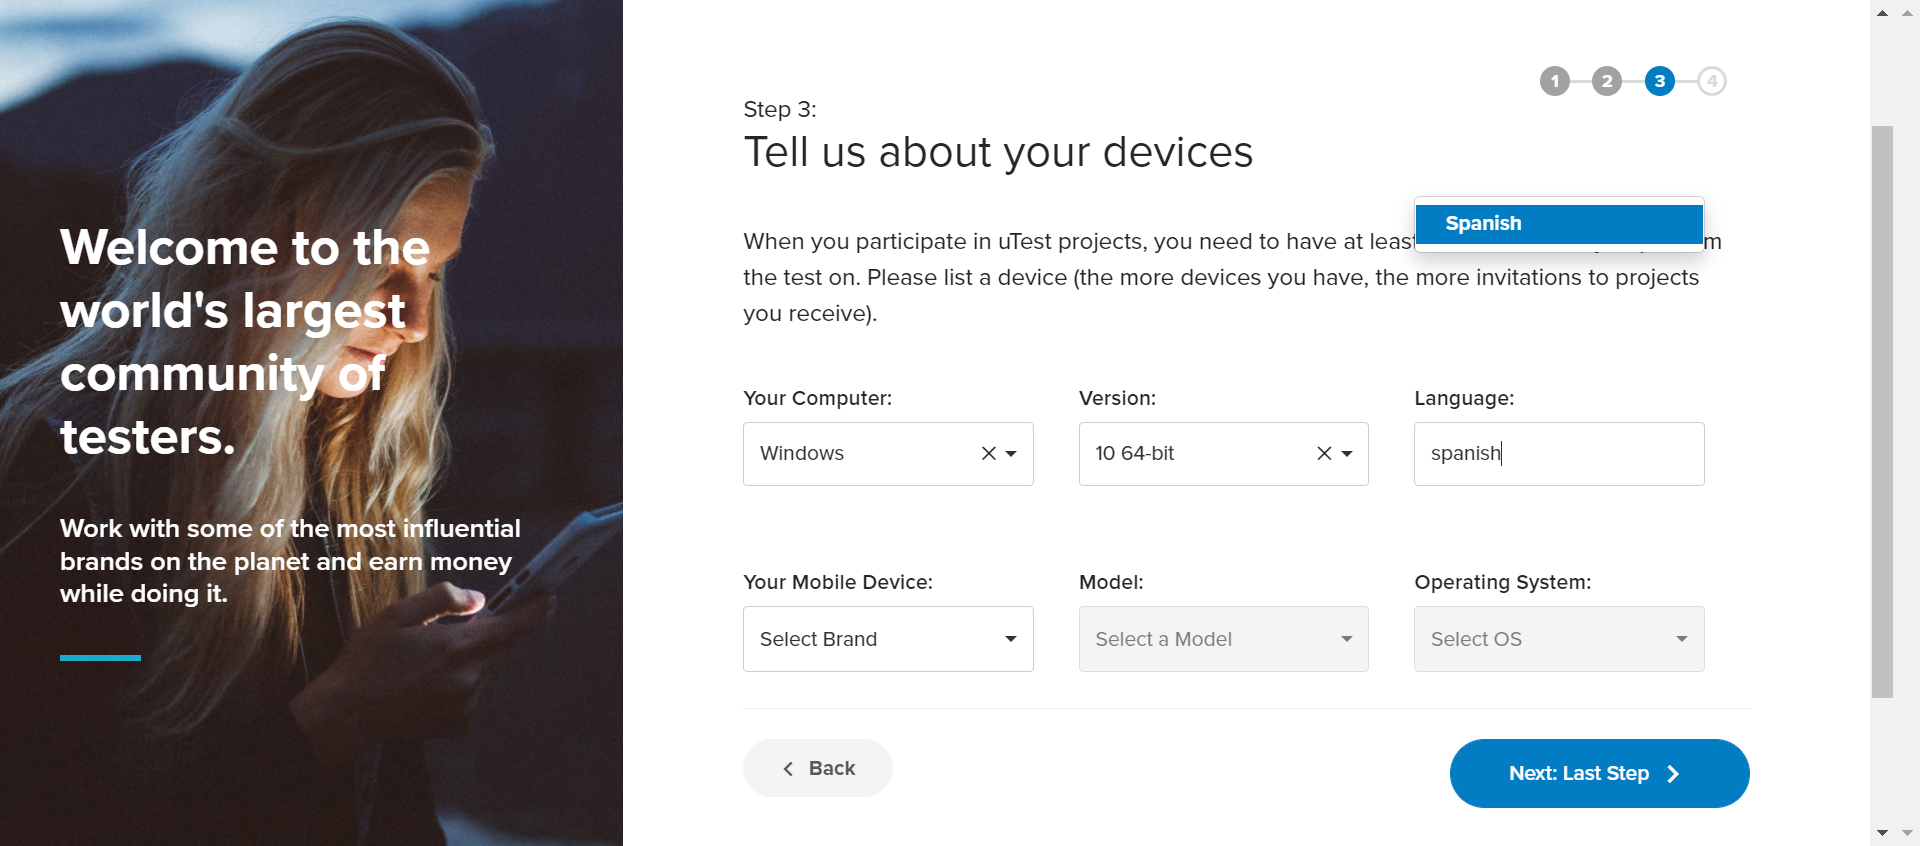 Welcome to the
world's largest
community of
testers.
Work with some of the most influential
brands on the planet and earn money
while doing it.
1 2 3 4
Step 3:
Tell us about your devices
Spanish
When you participate in uTest projects, you need to have at least
the test on. Please list a device (the more devices you have, the more invitations to projects
you receive).
Your Computer: Version: Language:
Windows 10 64-bit spanish
Your Mobile Device: Model: Operating System:
Select Brand Select a Model Select OS
Back Next: Last Step